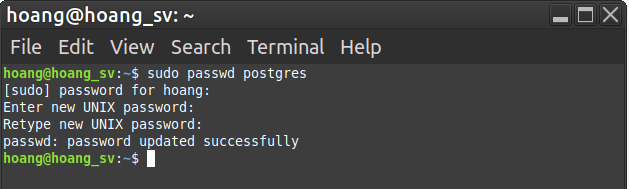 hoang@hoang_sv: ~
File Edit View Search Terminal Help
hoang@hoang_sv:~$ sudo passwd postgres
[sudo] password for hoang:
Enter new UNIX password:
Retype new UNIX password:
passwd: password updated successfully
hoang@hoang_sv:~$